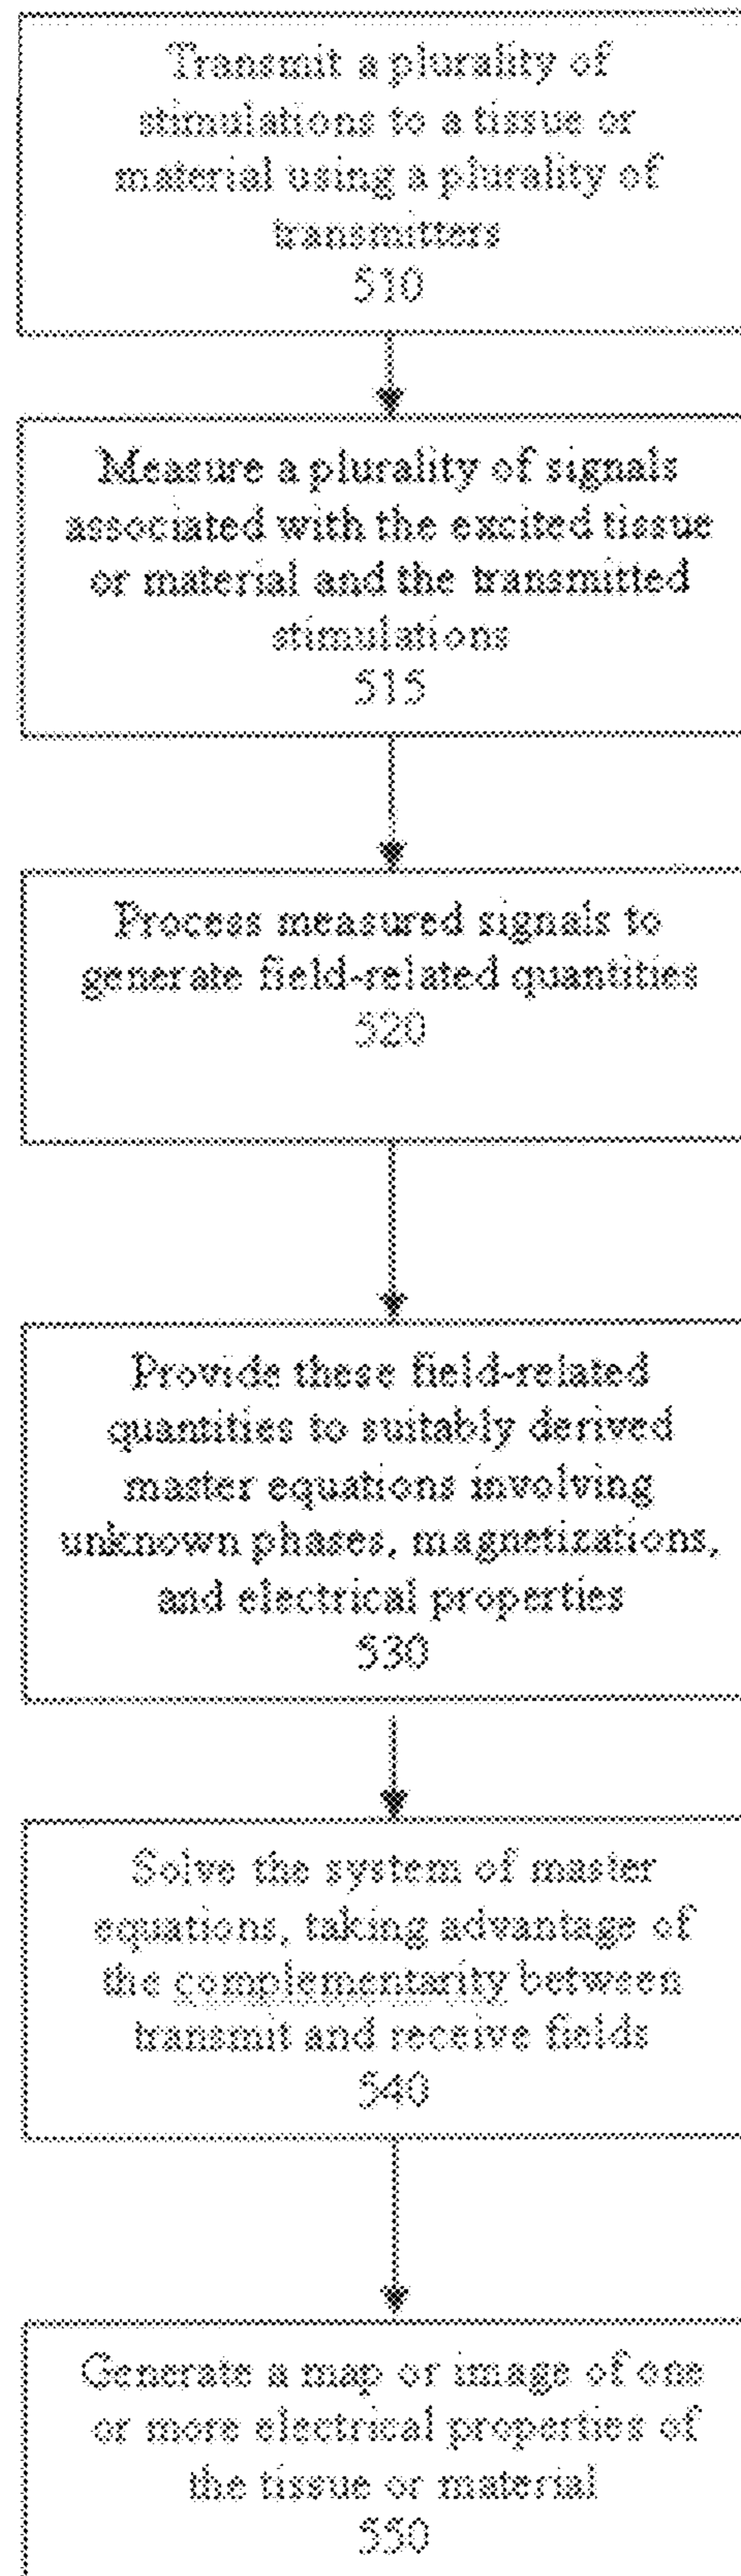 Transmit a plurality of
stimulations to a tissue or
material using a plurality of
transmitters
510
Measure a plurality of signals
associated with the excited tissue
or material and the transmitted
stimulations
515
Process measured signals to
generate field-related quantities
520
Provide these field-related
quantities to suitably derived
master equations involving
unknown phases, magnetizations,
and electrical properties
530
Solve the system of master
equations, taking advantage of
the complementarity between
transmit and receive fields
540
Generate a map or image of one
or more electrical properties of
the tissue or material
550